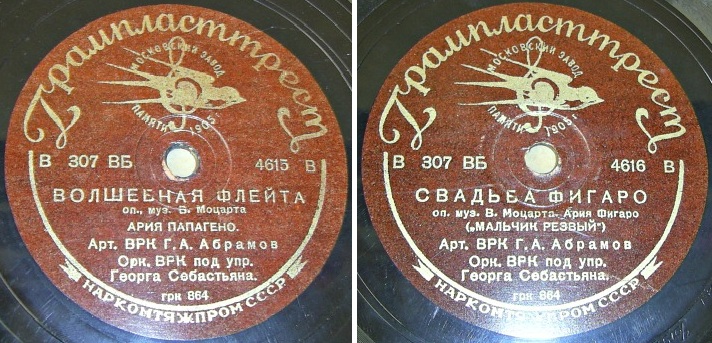 Грампласттрест
МОСКОВСКИЙ ЗАВОД
ПАМЯТИ 1905 г.
В 307 ВБ 4615 В
ВОЛШЕБНАЯ ФЛЕЙТА
оп. муз. В. Моцарта
АРИЯ ПАПАГЕНО.
Арт. ВРК Г. А. Абрамов
Орк. ВРК под упр.
Георга Себастьяна.
грк 864
НАРКОМТЯЖПРОМ СССР
Грампласттрест
МОСКОВСКИЙ ЗАВОД
ПАМЯТИ 1905 г.
В 307 ВБ 4616 В
СВАДЬБА ФИГАРО
оп. муз. В. Моцарта. Ария Фигаро
(„МАЛЬЧИК РЕЗВЫЙ")
Арт. ВРК Г. А. Абрамов
Орк. ВРК под упр.
Георга Себастьяна.
грк 864
НАРКОМТЯЖПРОМ СССР